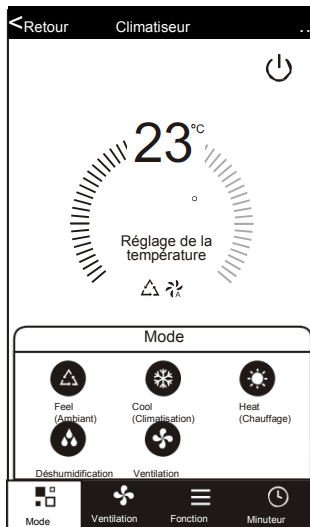 <Retour Climatiseur ..
23°C
Réglage de la
température
A
Mode
Feel
(Ambiant)
Cool
(Climatisation)
Heat
(Chauffage)
Déshumidification Ventilation
Mode Ventilation Fonction Minuteur